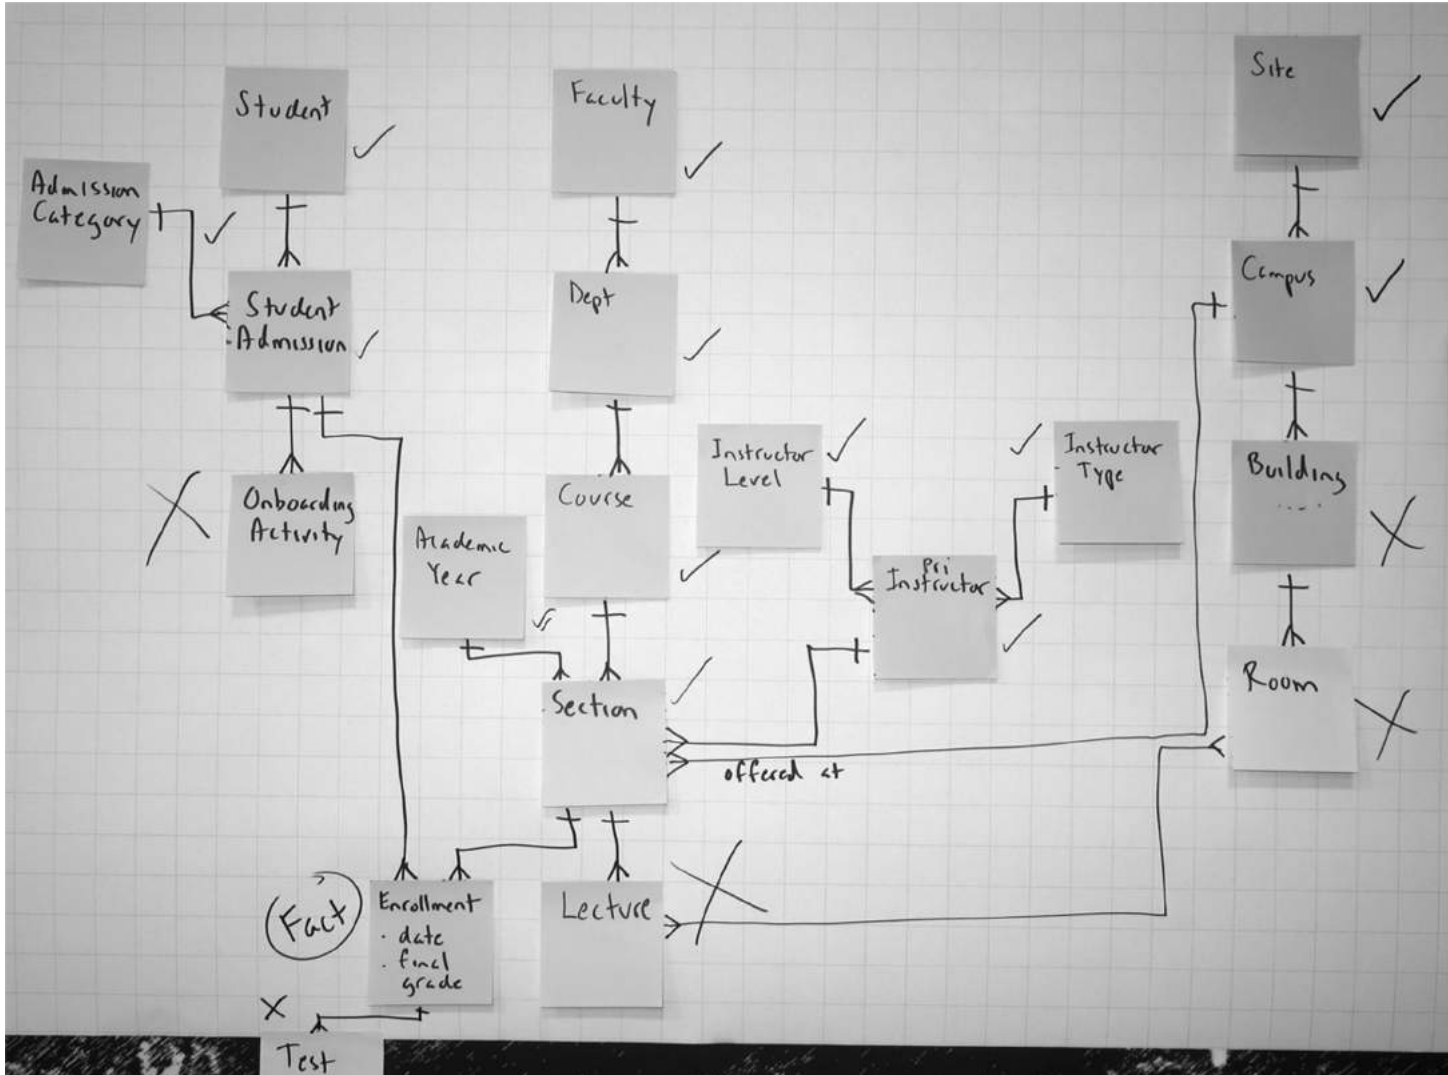 Student
Faculty
Site
Admission
Category
Student
Admission
Dept
Campus
Onboarding
Activity
Academic
Year
Course
Instructor
Level
Instructor
Type
Building
....
Pri
Instructor
Section
Room
offered at
Fact
Enrollment
· date
· final
grade
Lecture
Test